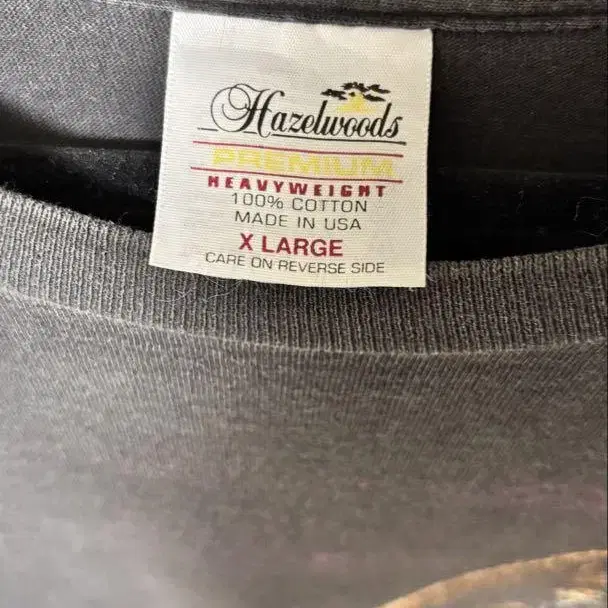 Hazelwoods
PREMIUM
HEAVYWEIGHT
100% COTTON
MADE IN USA
X LARGE
CARE ON REVERSE SIDE